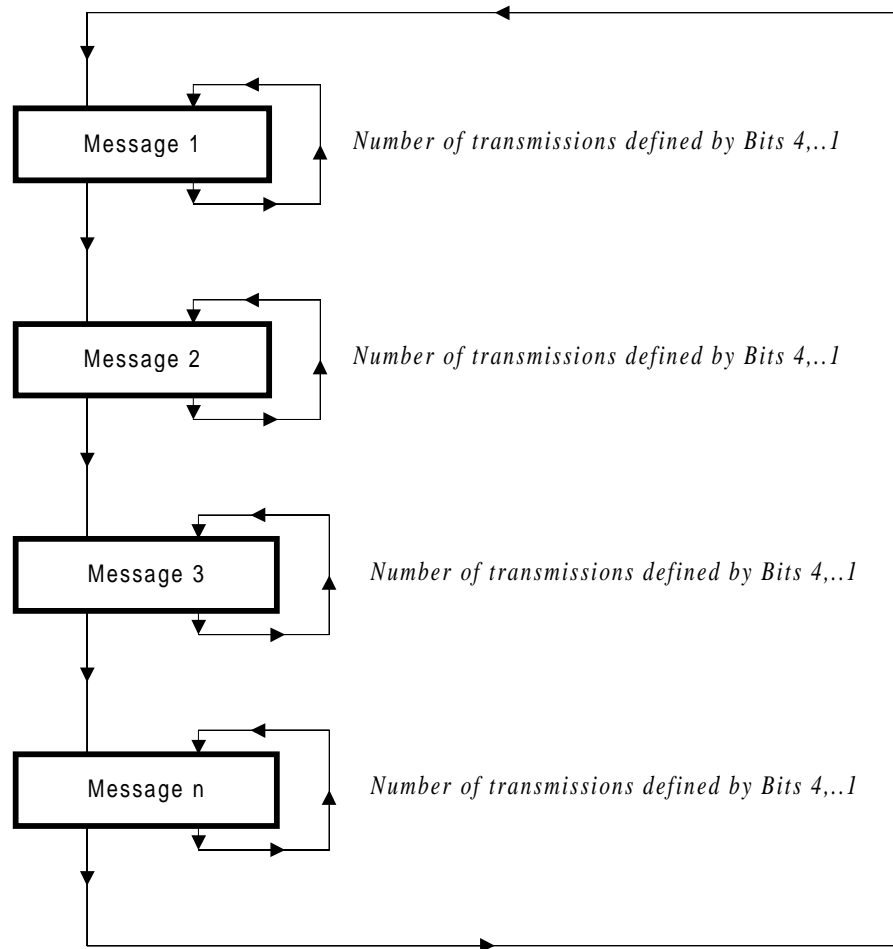 Message 1
Number of transmissions defined by Bits 4,..1
Message 2
Number of transmissions defined by Bits 4,..1
Message 3
Number of transmissions defined by Bits 4,..1
Message n
Number of transmissions defined by Bits 4,..1